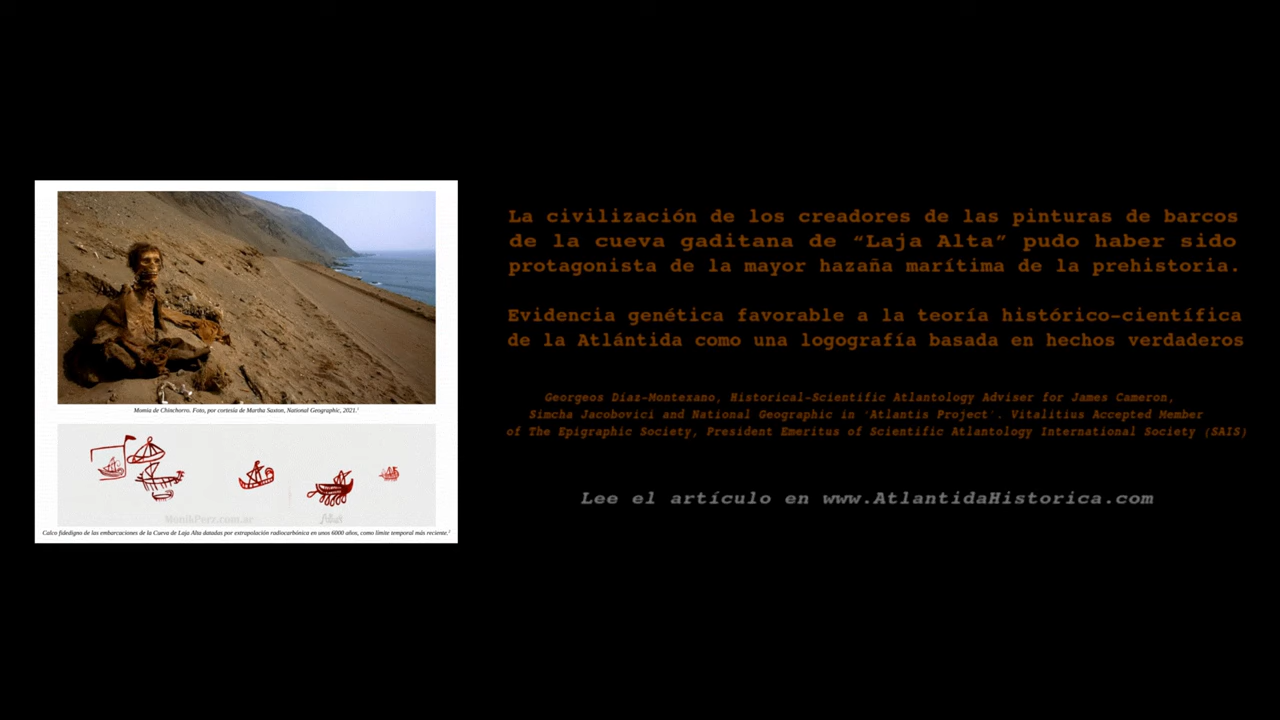 Momia de Chinchorro. Foto, por cortesía de Martha Saxton, National Geographic, 2021.¹
MonikPerz.com.ar
Calco fidedigno de las embarcaciones de la Cueva de Laja Alta datadas por extrapolación radiocarbónica en unos 6000 años, como límite temporal más reciente.²
La civilización de los creadores de las pinturas de barcos
de la cueva gaditana de “Laja Alta” pudo haber sido
protagonista de la mayor hazaña marítima de la prehistoria.
Evidencia genética favorable a la teoría histórico-científica
de la Atlántida como una logografía basada en hechos verdaderos
Georgeos Díaz-Montexano, Historical-Scientific Atlantology Adviser for James Cameron,
Simcha Jacobovici and National Geographic in 'Atlantis Project'. Vitalitius Accepted Member
of The Epigraphic Society, President Emeritus of Scientific Atlantology International Society (SAIS)
Lee el artículo en www.AtlantidaHistorica.com